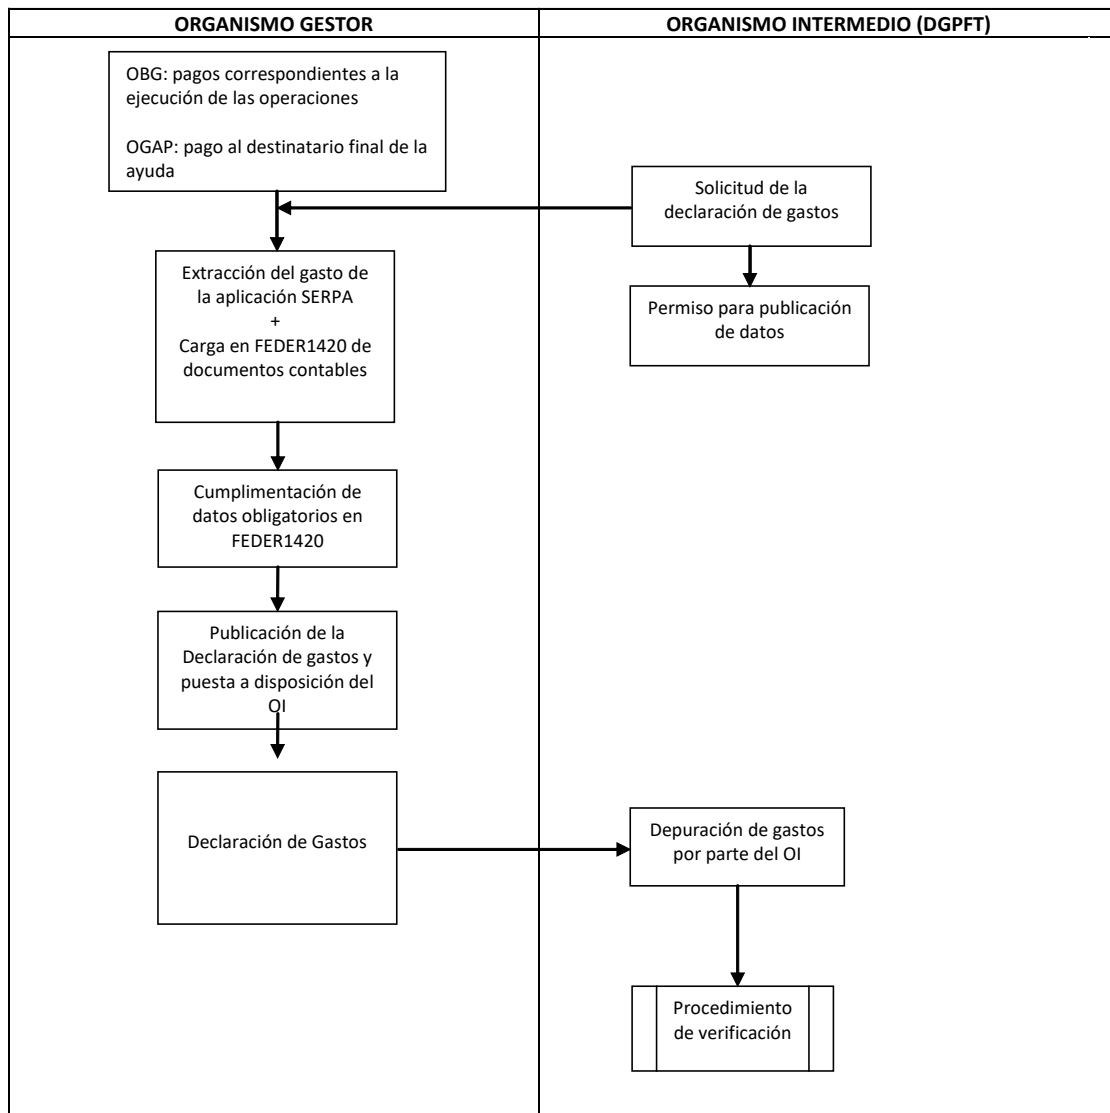 ORGANISMO GESTOR
ORGANISMO INTERMEDIO (DGPFT)
OBG: pagos correspondientes a la
ejecución de las operaciones
OGAP: pago al destinatario final de la
ayuda
Solicitud de la
declaración de gastos
Extracción del gasto de
la aplicación SERPA
+
Carga en FEDER1420 de
documentos contables
Permiso para publicación
de datos
Cumplimentación de
datos obligatorios en
FEDER1420
Publicación de la
Declaración de gastos y
puesta a disposición del
OI
Declaración de Gastos
Depuración de gastos
por parte del OI
Procedimiento
de verificación